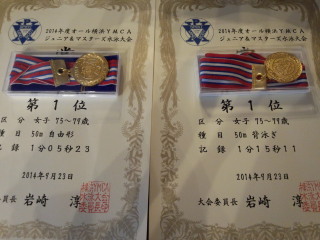 2014年度オール横浜YMCA
ジュニア&マスターズ水泳大会
第 1 位
区 分 女子 75~79歳
種 目 50m 自由形
記 録 1分05秒23
2014年9月23日
委員長 岩崎 淳
2014年度オール横浜YMCA
ジュニア&マスターズ水泳大会
第 1 位
区 分 女子 75~79歳
種 目 50m 背泳ぎ
記 録 1分15秒11
2014年9月23日
大会委員長 岩崎 淳